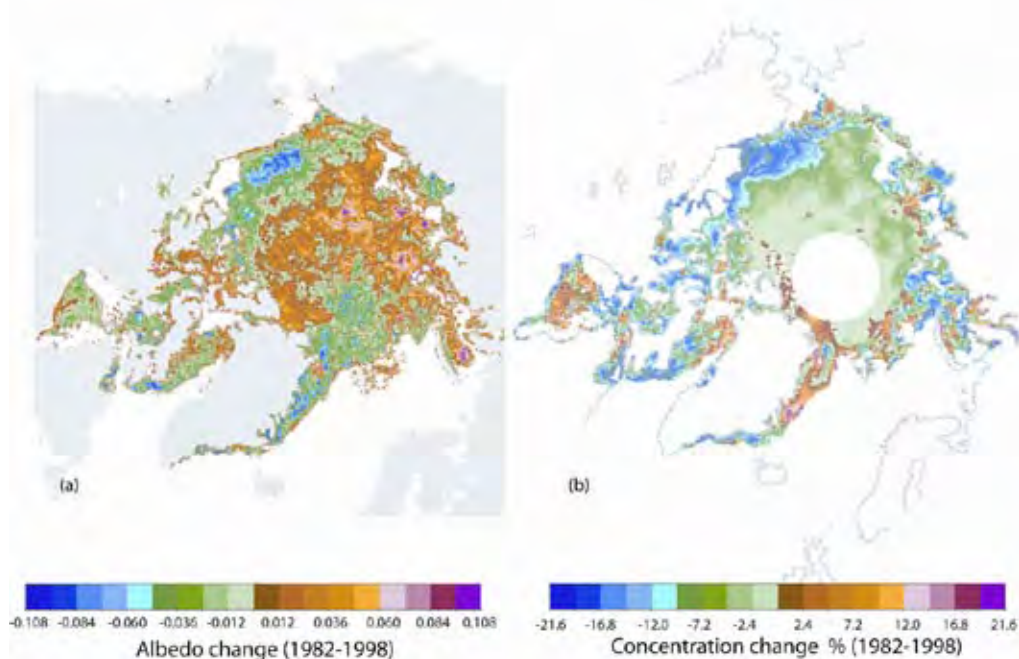 (a)
(b)
-0.108 -0.084 -0.060 -0.036 -0.012 0.012 0.036 0.060 0.084 0.108
Albedo change (1982-1998)
-21.6 -16.8 -12.0 -7.2 -2.4 2.4 7.2 12.0 16.8 21.6
Concentration change % (1982-1998)